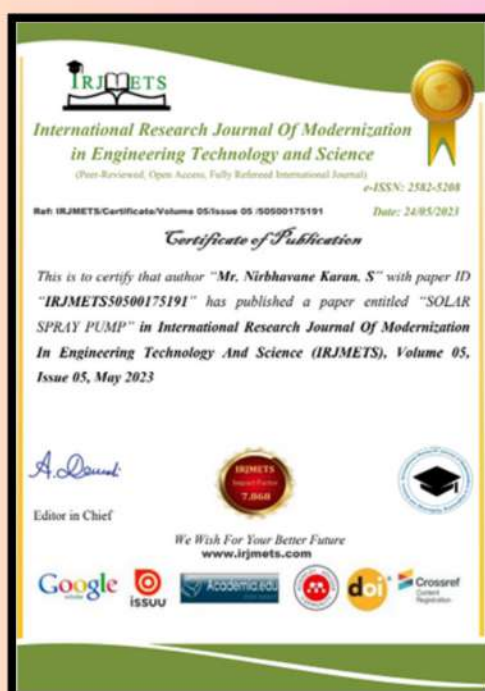 IRJMETS
International Research Journal Of Modernization
in Engineering Technology and Science
(Peer-Reviewed, Open Access, Fully Refereed International Journal)
e-ISSN: 2582-5208
Ref: IRJMETS/Certificate/Volume 05/Issue 05 /50500175191
Date: 24/05/2023
Certificate of Publication
This is to certify that author "Mr. Nirbhavane Karan. S" with paper ID
"IRJMETS50500175191" has published a paper entitled "SOLAR
SPRAY PUMP" in International Research Journal Of Modernization
In Engineering Technology And Science (IRJMETS), Volume 05,
Issue 05, May 2023
IRJMETS
Impact Factor
7.868
Editor in Chief
We Wish For Your Better Future
www.irjmets.com
Google
issuu
Academia.edu
doi
Crossref
Content
Registration